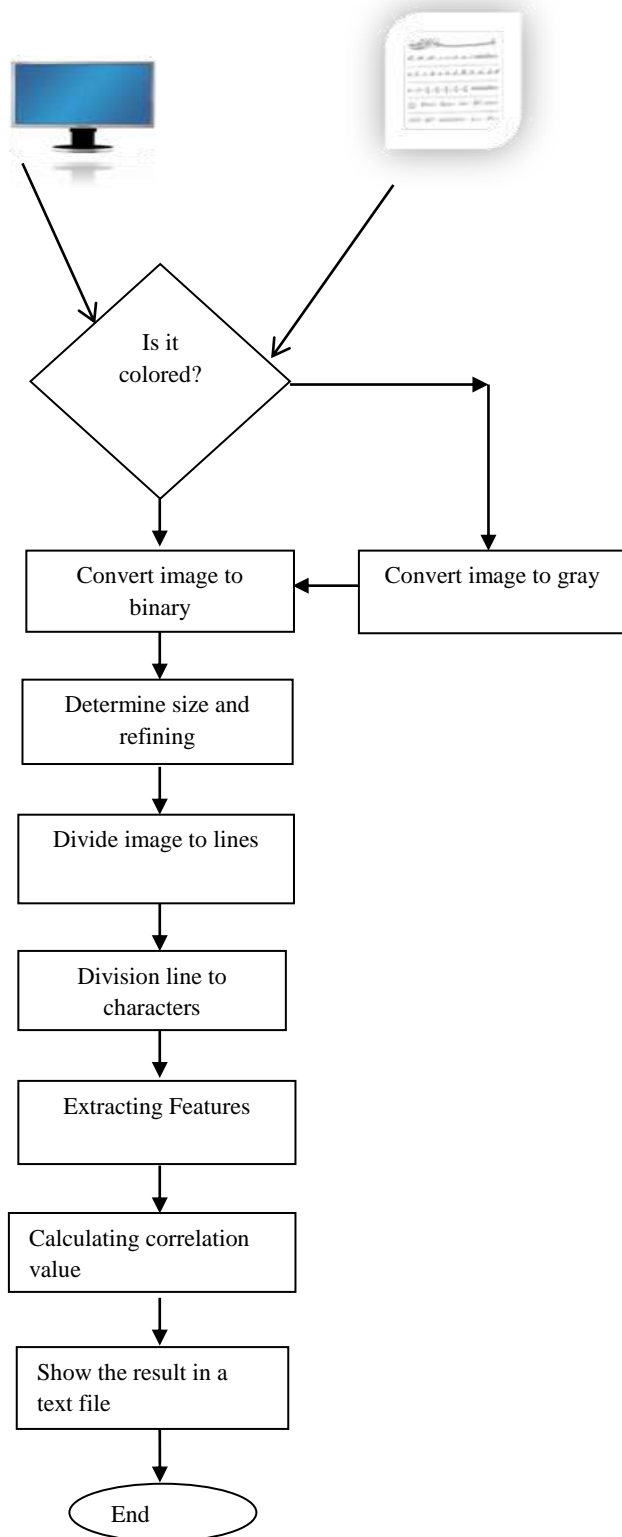 Is it
colored?
Convert image to
binary
Convert image to gray
Determine size and
refining
Divide image to lines
Division line to
characters
Extracting Features
Calculating correlation
value
Show the result in a
text file
End